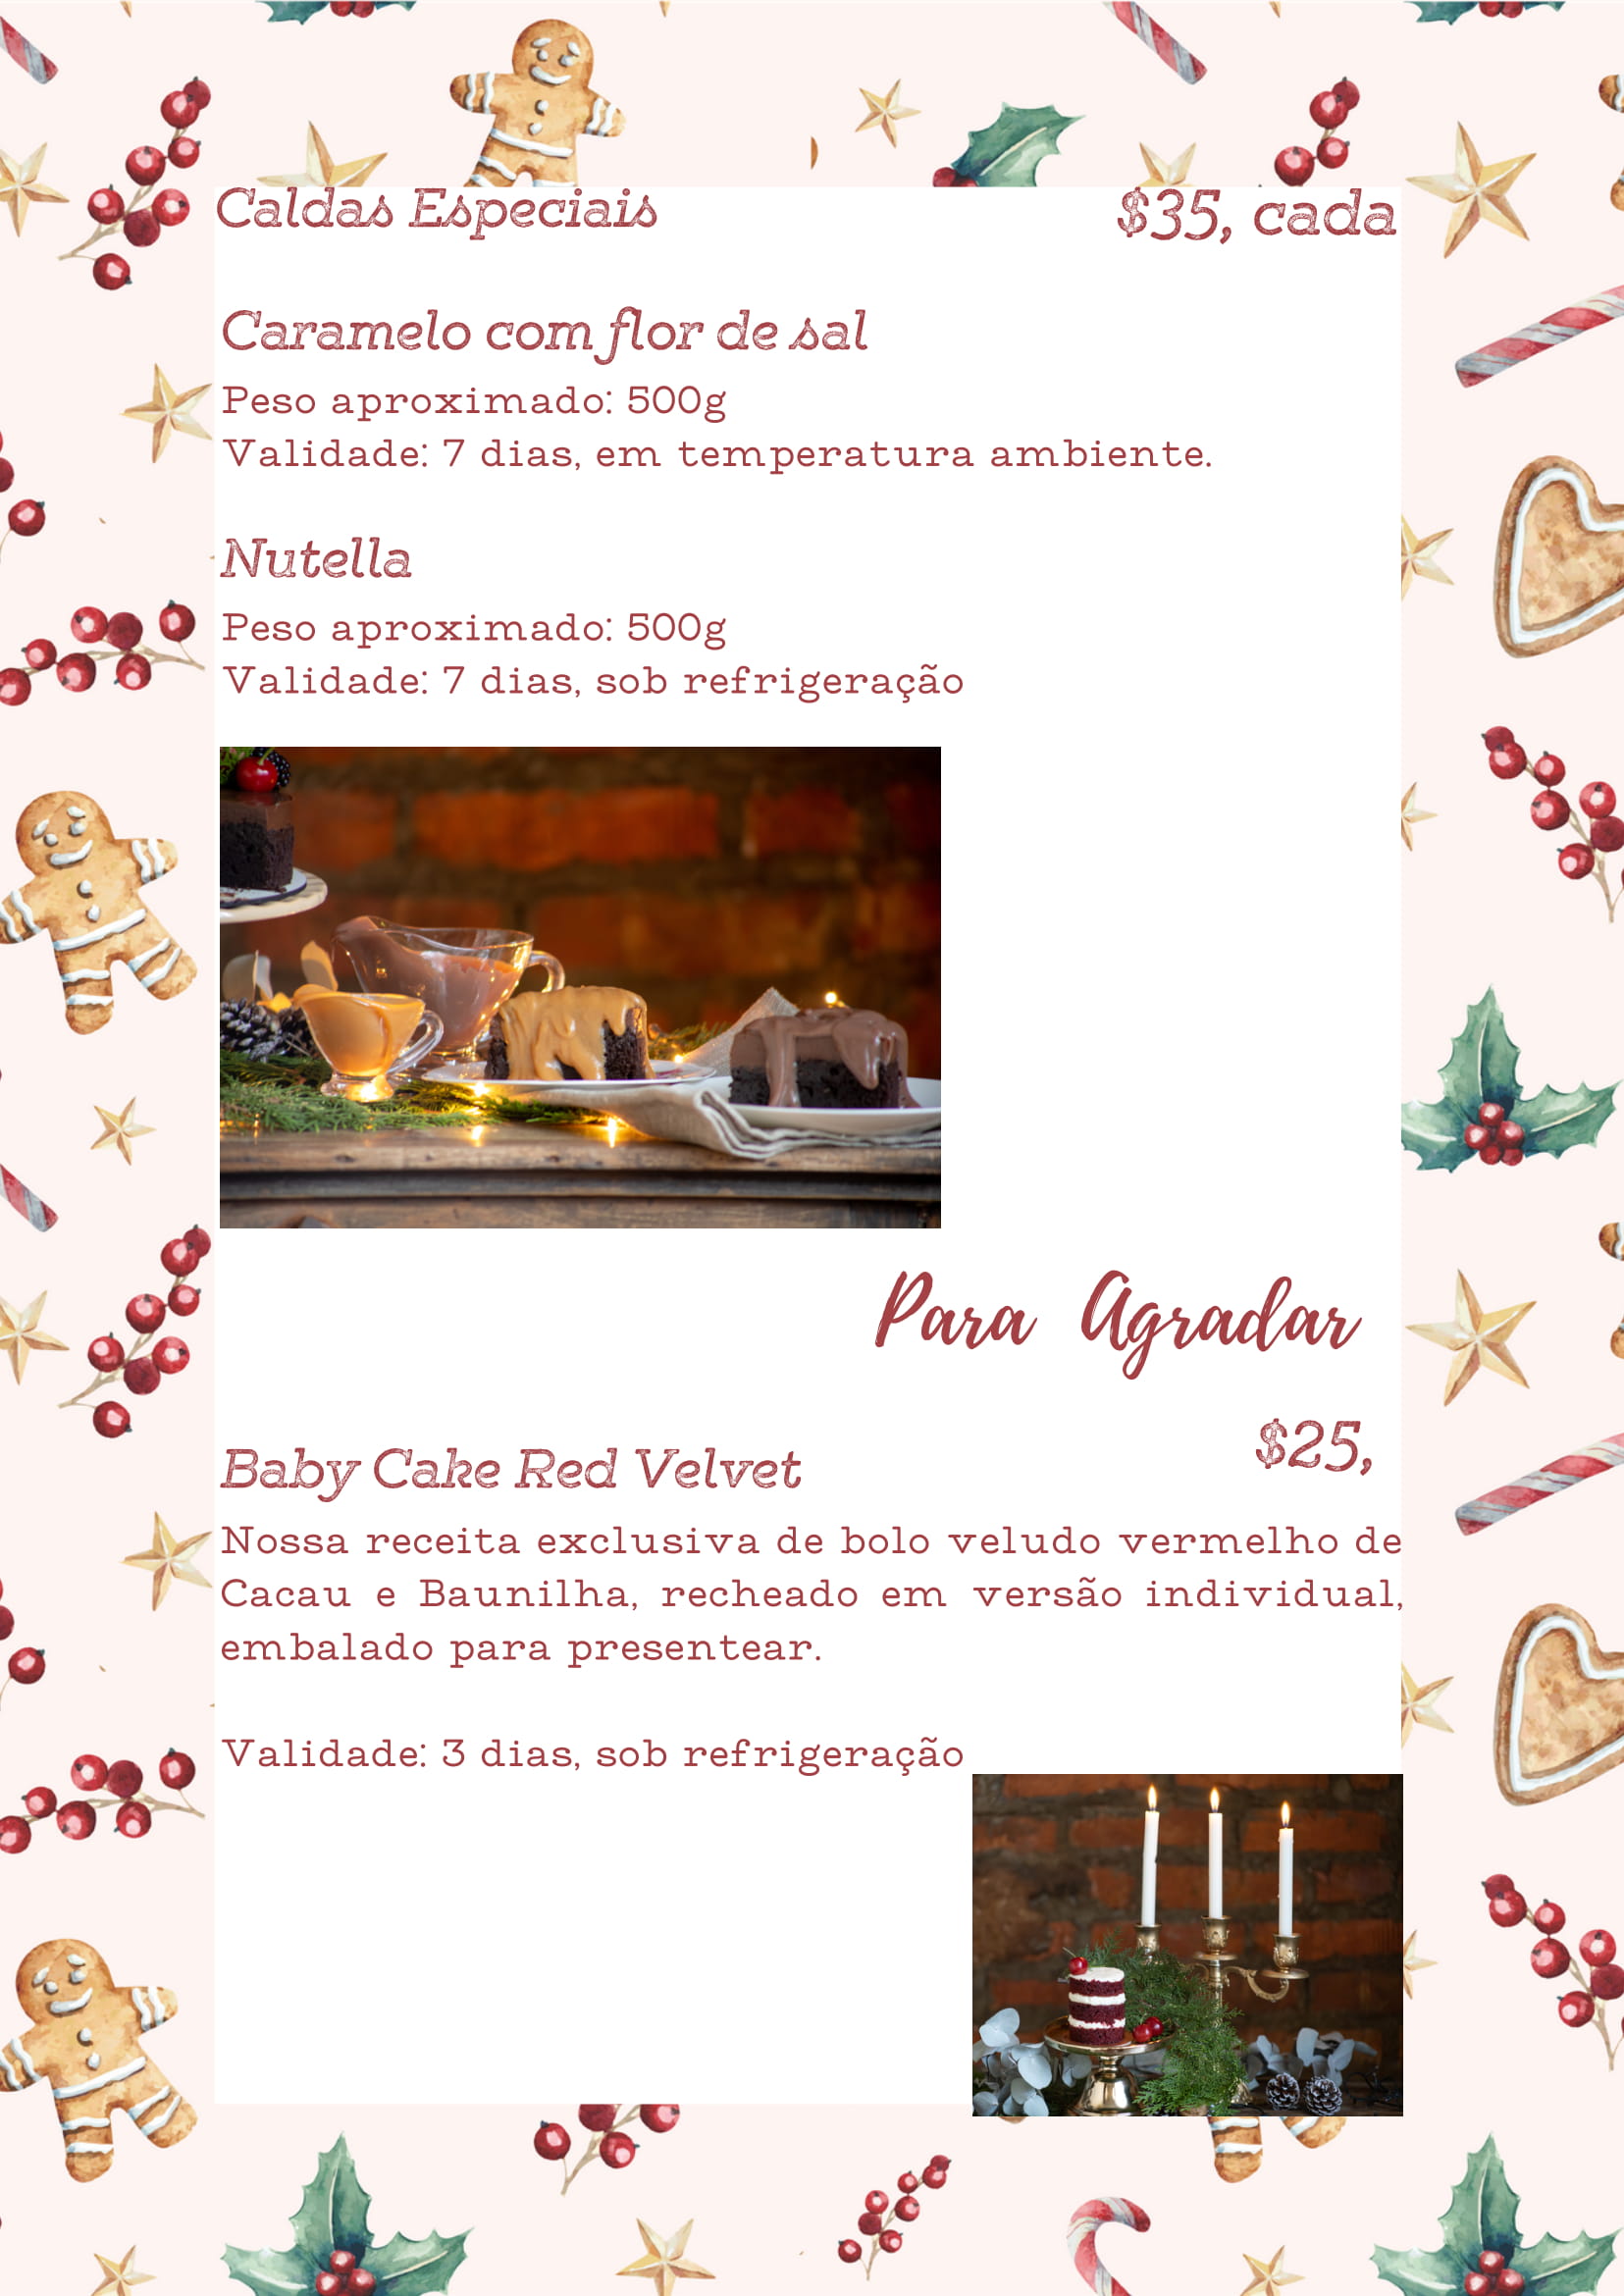 Caldas Especiais $35, cada
Caramelo com flor de sal
Peso aproximado: 500g
Validade: 7 dias, em temperatura ambiente.
Nutella
Peso aproximado: 500g
Validade: 7 dias, sob refrigeração
Para Agradar
$25,
Baby Cake Red Velvet
Nossa receita exclusiva de bolo veludo vermelho de
Cacau e Baunilha, recheado em versão individual,
embalado para presentear.
Validade: 3 dias, sob refrigeração